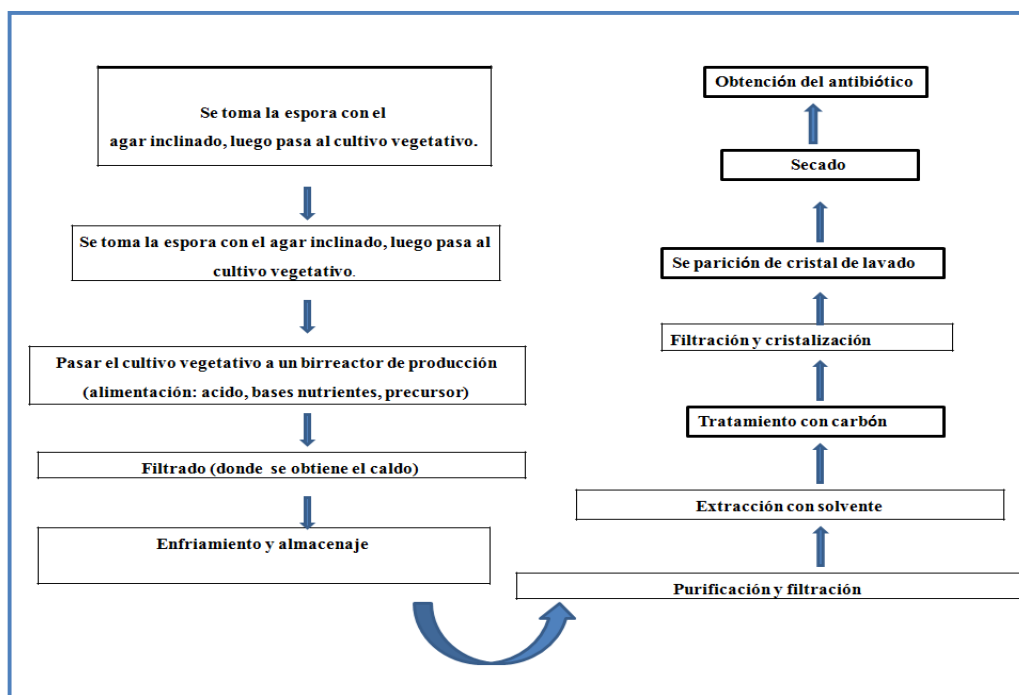 Se toma la espora con el
agar inclinado, luego pasa al cultivo vegetativo.
Se toma la espora con el agar inclinado, luego pasa al
cultivo vegetativo.
Pasar el cultivo vegetativo a un birreactor de producción
(alimentación: acido, bases nutrientes, precursor)
Filtrado (donde se obtiene el caldo)
Enfriamiento y almacenaje
Purificación y filtración
Extracción con solvente
Tratamiento con carbón
Filtración y cristalización
Se parición de cristal de lavado
Secado
Obtención del antibiótico